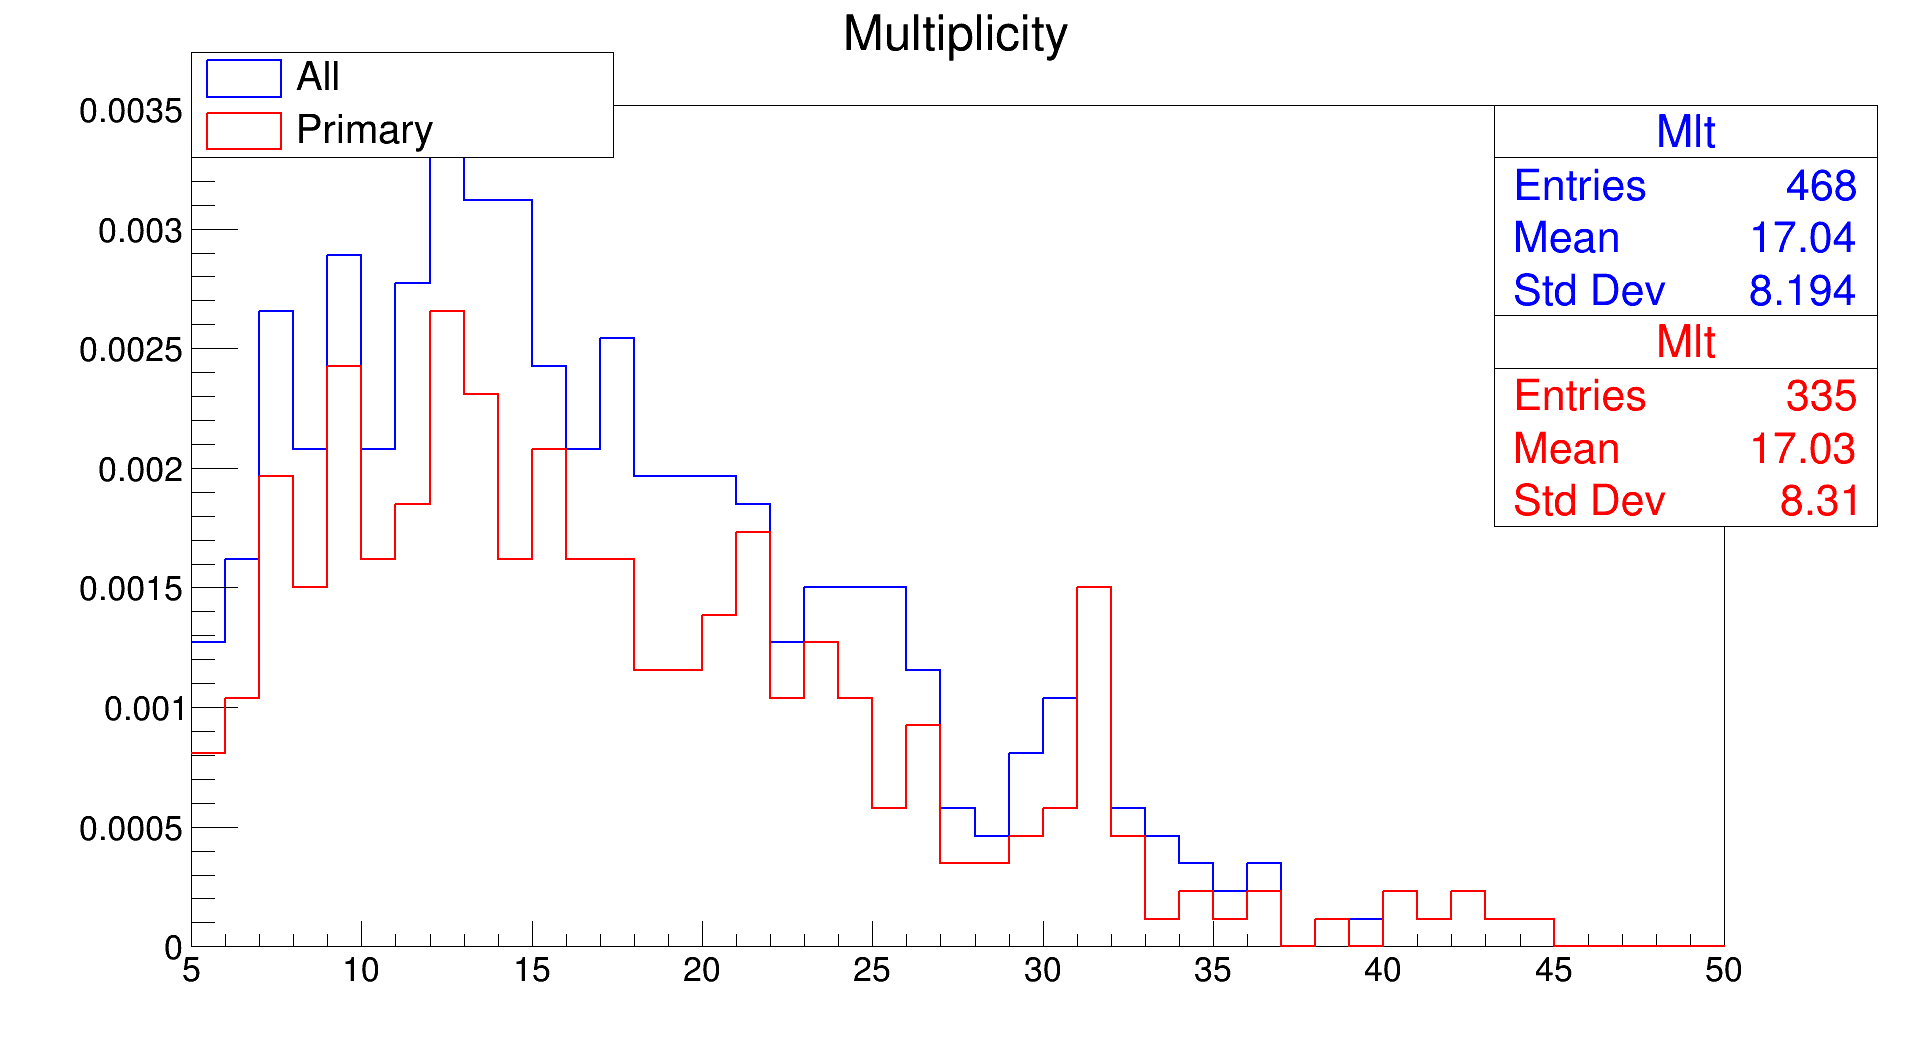 Multiplicity
All
Primary
0.0035
0.003
0.0025
0.002
0.0015
0.001
0.0005
0
5 10 15 20 25 30 35 40 45 50
Mlt
Entries 468
Mean 17.04
Std Dev 8.194
Mlt
Entries 335
Mean 17.03
Std Dev 8.31